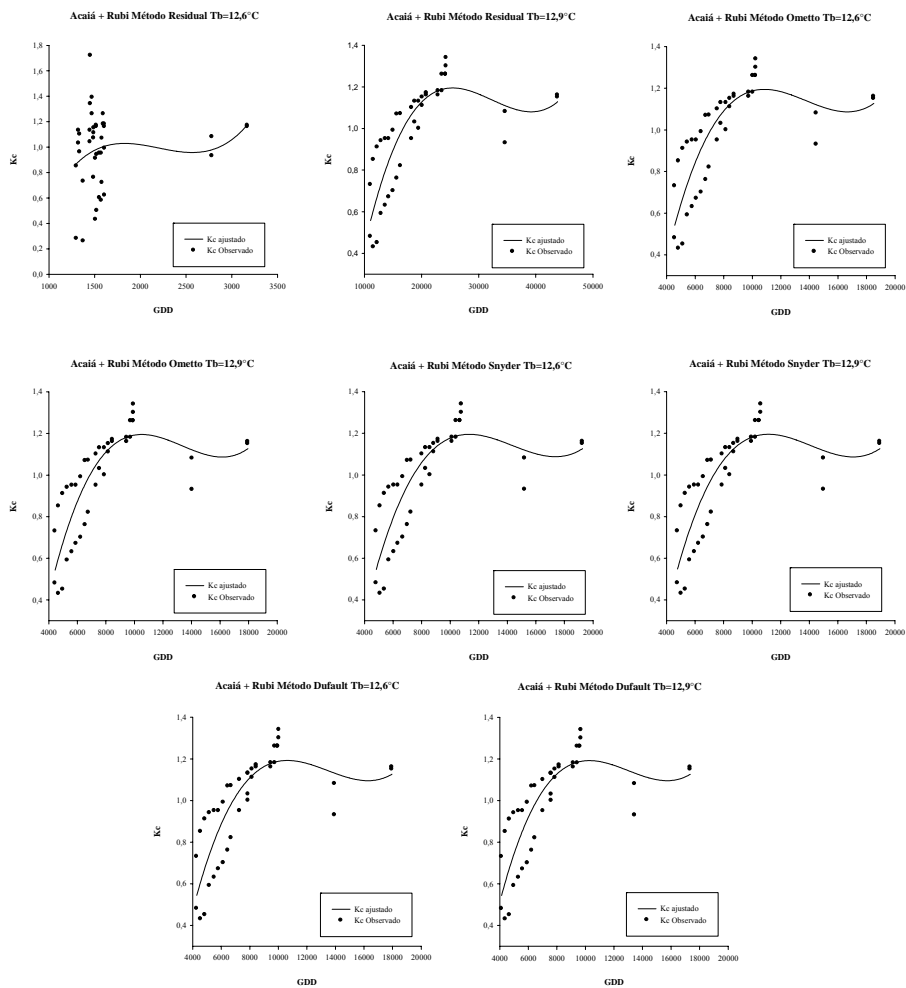 Acaiá + Rubi Método Residual Tb=12,6°C
1,8
1,6
1,4
1,2
1,0
0,8
0,6
0,4
0,2
0,0
Kc
Kc ajustado
Kc Observado
1000 1500 2000 2500 3000 3500
GDD
Acaiá + Rubi Método Residual Tb=12,9°C
1,4
1,2
1,0
0,8
0,6
0,4
Kc
Kc ajustado
Kc Observado
10000 20000 30000 40000 50000
GDD
Acaiá + Rubi Método Ometto Tb=12,6°C
1,4
1,2
1,0
0,8
0,6
0,4
Kc
Kc ajustado
Kc Observado
4000 6000 8000 10000 12000 14000 16000 18000 20000
GDD
Acaiá + Rubi Método Ometto Tb=12,9°C
1,4
1,2
1,0
0,8
0,6
0,4
Kc
Kc ajustado
Kc Observado
4000 6000 8000 10000 12000 14000 16000 18000 20000
GDD
Acaiá + Rubi Método Snyder Tb=12,6°C
1,4
1,2
1,0
0,8
0,6
0,4
Kc
Kc ajustado
Kc Observado
4000 6000 8000 10000 12000 14000 16000 18000 20000
GDD
Acaiá + Rubi Método Snyder Tb=12,9°C
1,4
1,2
1,0
0,8
0,6
0,4
Kc
Kc ajustado
Kc Observado
4000 6000 8000 10000 12000 14000 16000 18000 20000
GDD
Acaiá + Rubi Método Dufault Tb=12,6°C
1,4
1,2
1,0
0,8
0,6
0,4
Kc
Kc ajustado
Kc Observado
4000 6000 8000 10000 12000 14000 16000 18000 20000
GDD
Acaiá + Rubi Método Dufault Tb=12,9°C
1,4
1,2
1,0
0,8
0,6
0,4
Kc
Kc ajustado
Kc Observado
4000 6000 8000 10000 12000 14000 16000 18000 20000
GDD